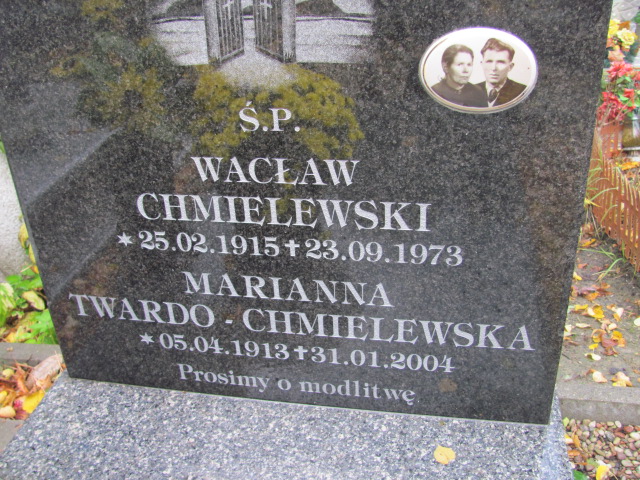 Ś.P.
WACŁAW
CHMIELEWSKI
*25.02.1915✝23.09.1973
MARIANNA
TWARDO - CHMIELEWSKA
*05.04.1913✝31.01.2004
Prosimy o modlitwę